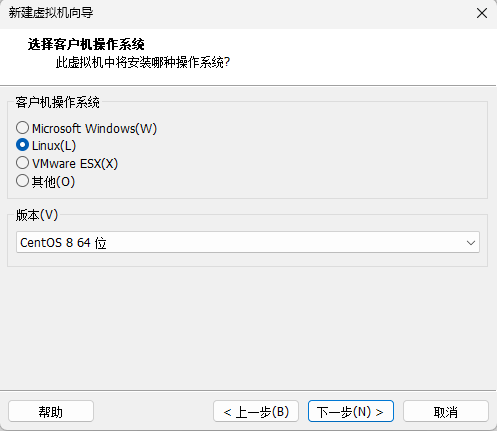 新建虚拟机向导
选择客户机操作系统
此虚拟机中将安装哪种操作系统?
客户机操作系统
Microsoft Windows(W)
Linux(L)
VMware ESX(X)
其他(O)
版本(V)
CentOS 8 64 位
帮助
< 上一步(B)
下一步(N) >
取消